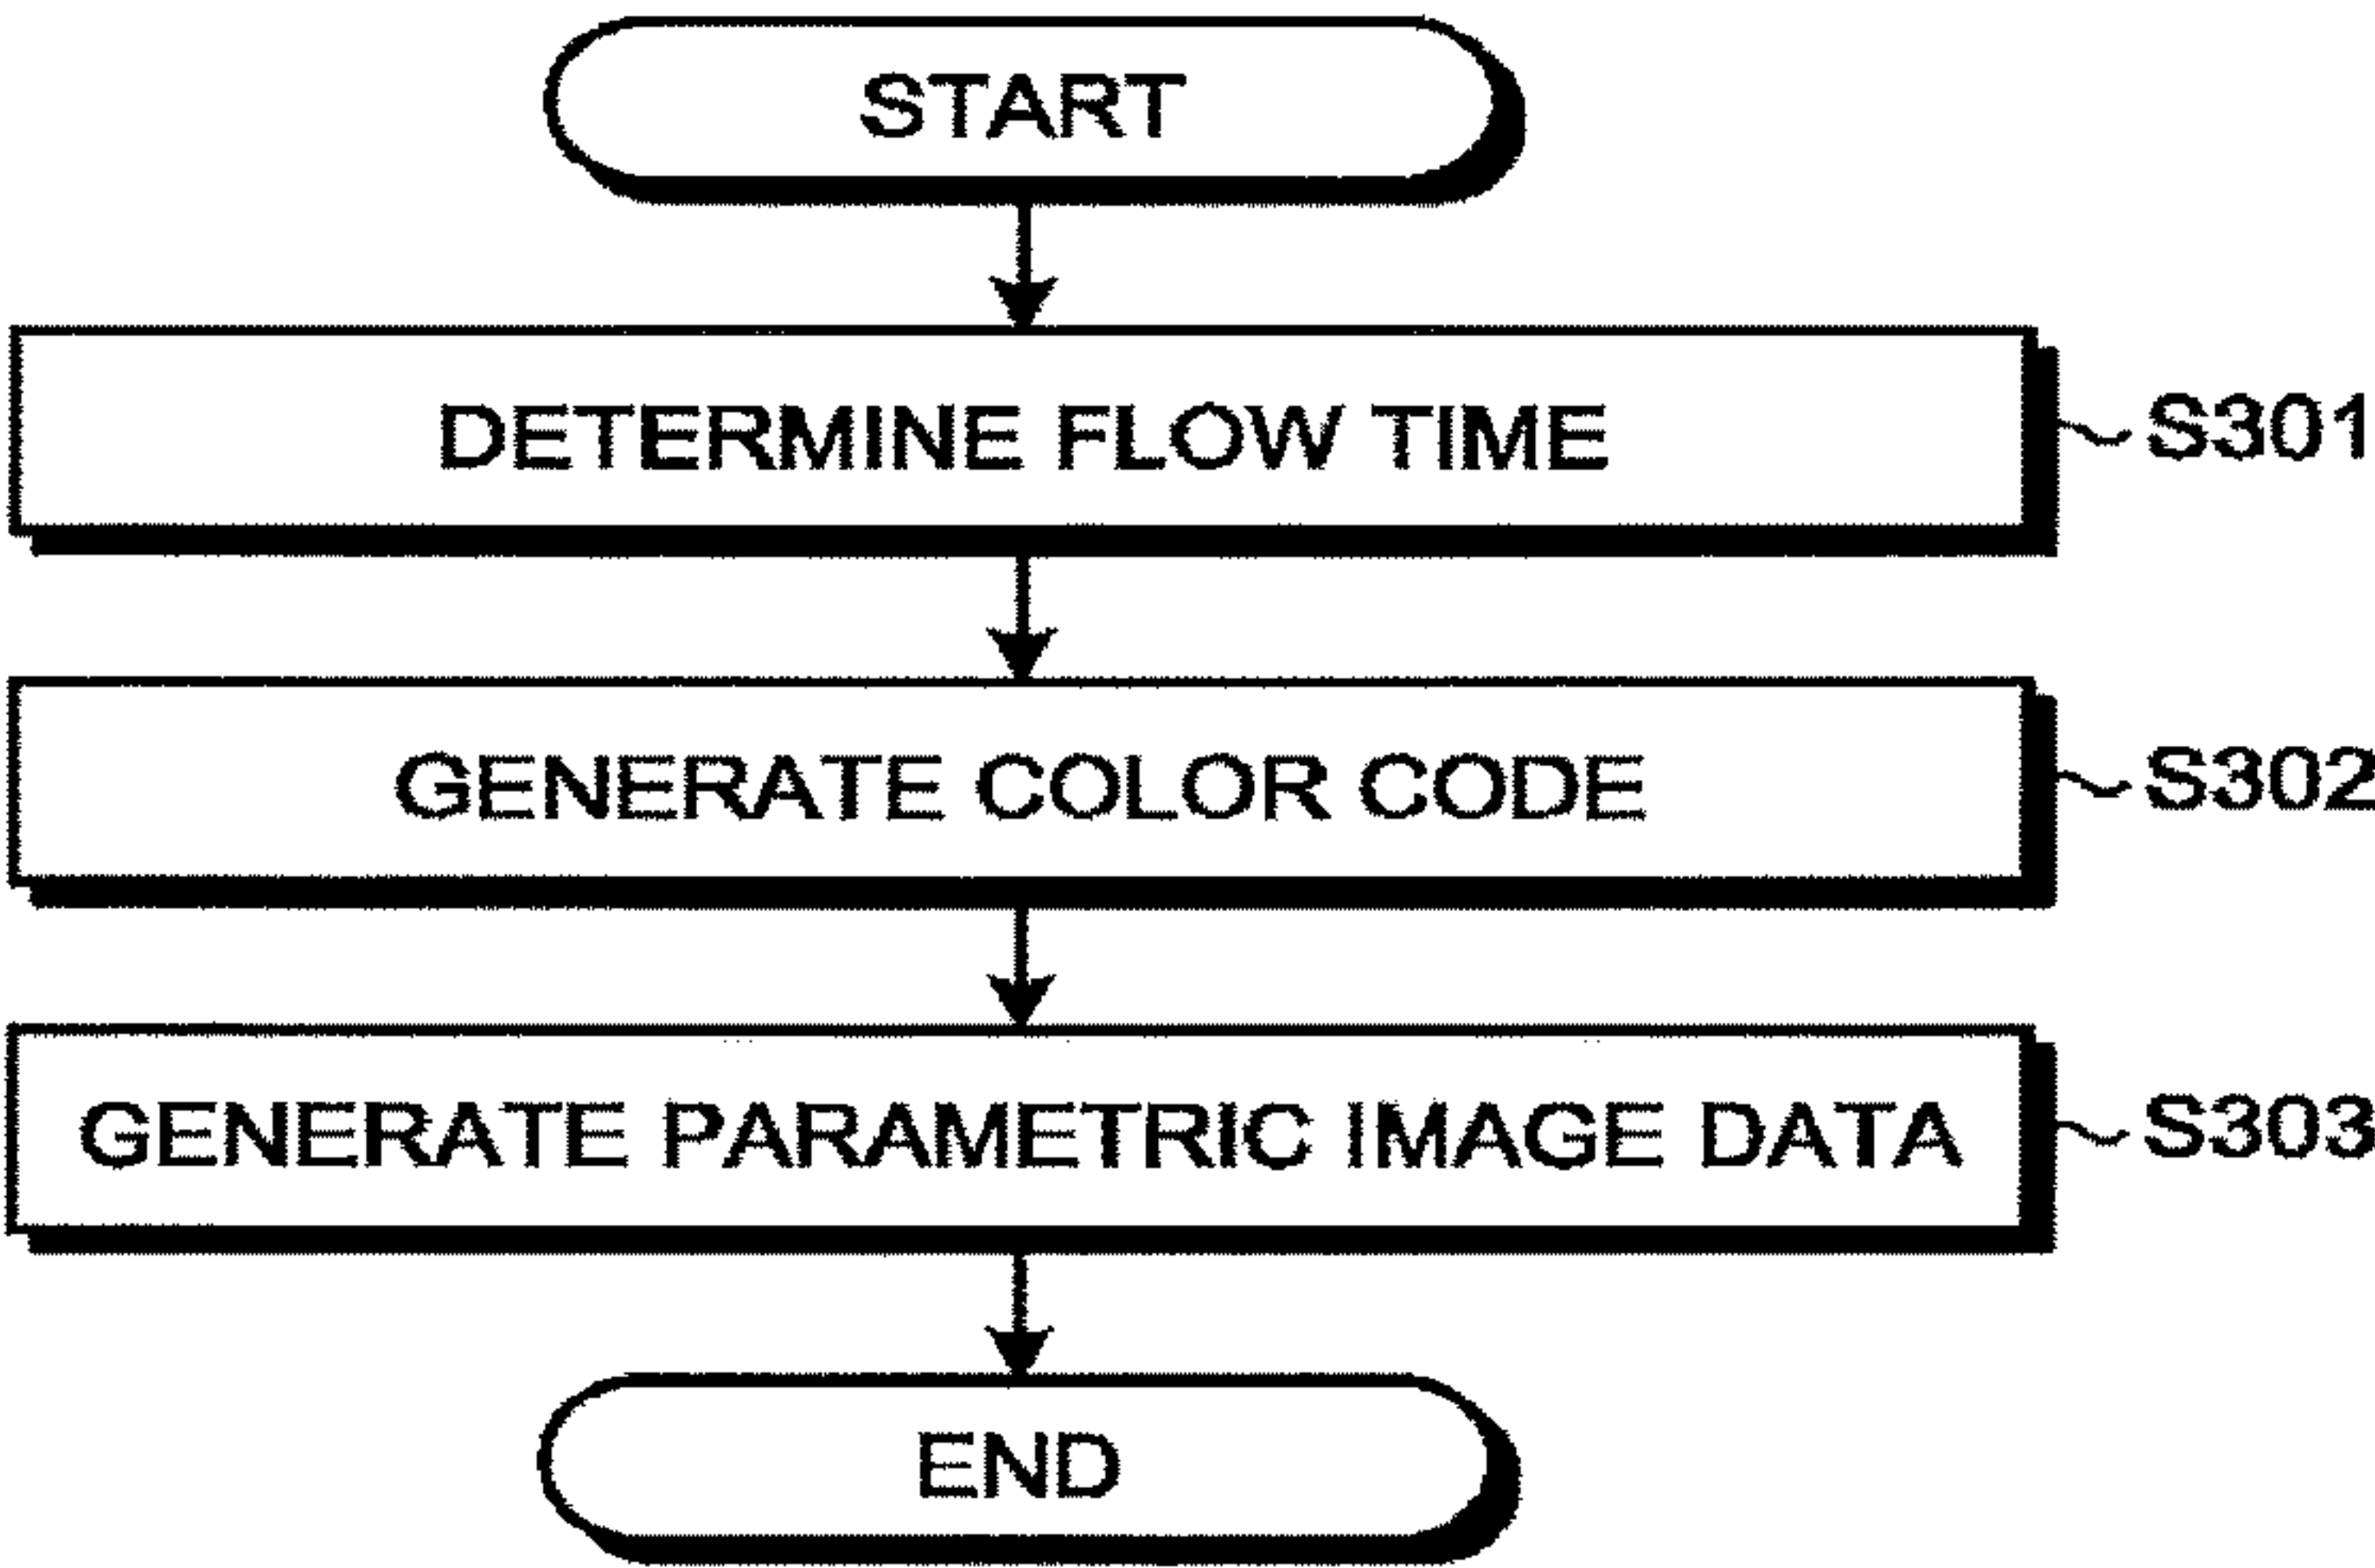 START
DETERMINE FLOW TIME
S301
GENERATE COLOR CODE
S302
GENERATE PARAMETRIC IMAGE DATA
S303
END